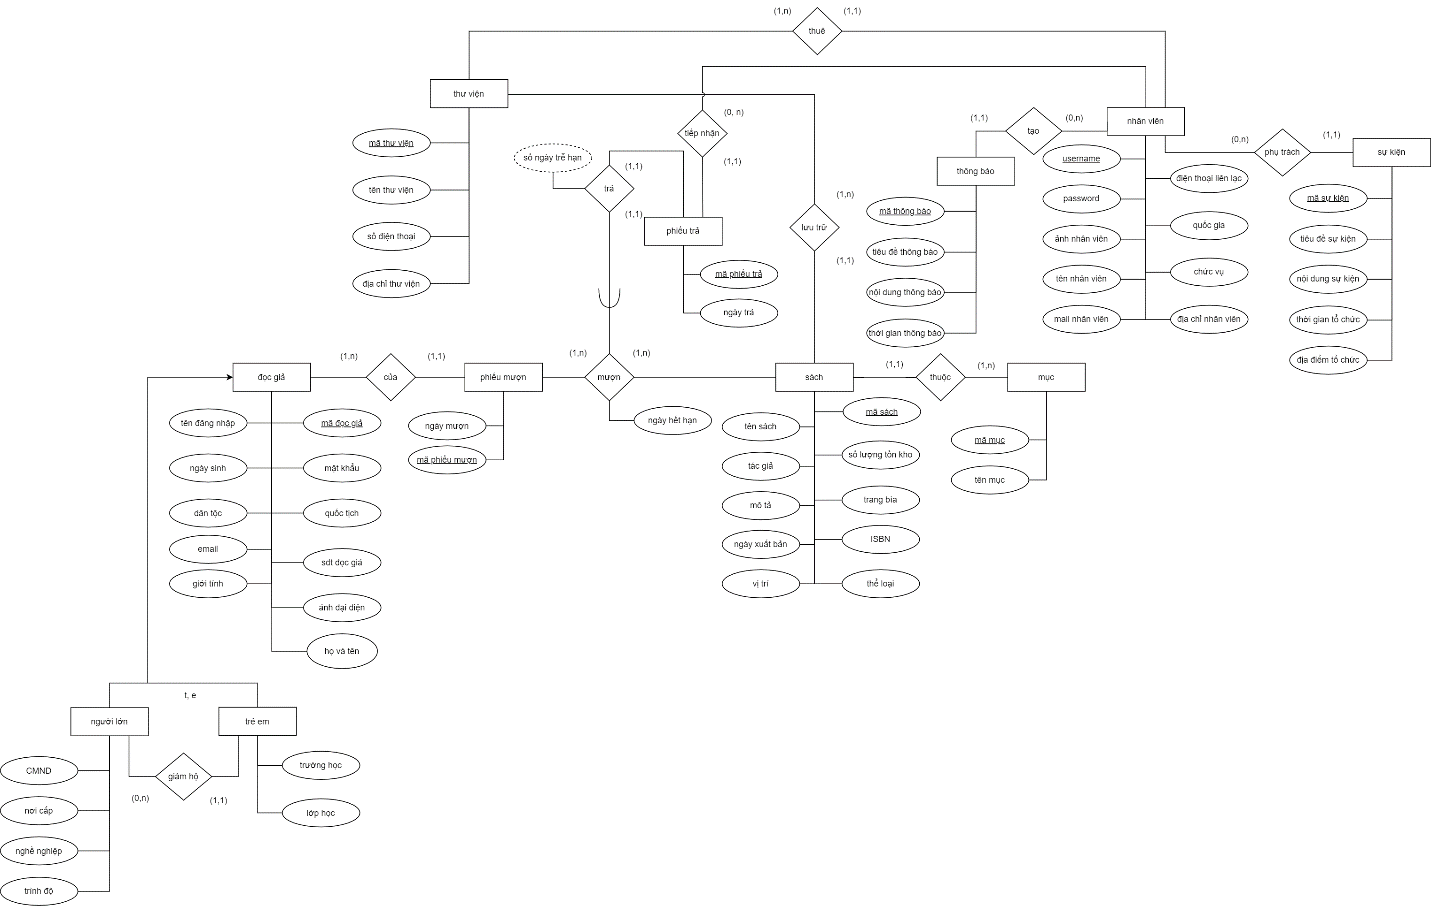 (1,n)
(1,1)
thuê
thư viện
mã thư viện
tên thư viện
số điện thoại
địa chỉ thư viện
(0, n)
tiếp nhận
(1,1)
số ngày trễ hạn
(1,1)
trả
(1,1)
phiếu trả
mã phiếu trả
ngày trả
(1,n)
lưu trữ
(1,1)
(1,1)
tạo
(0,n)
nhân viên
(0,n)
phụ trách
(1,1)
sự kiện
thông báo
mã thông báo
tiêu đề thông báo
nội dung thông báo
thời gian thông báo
username
password
ảnh nhân viên
tên nhân viên
mail nhân viên
điện thoại liên lạc
quốc gia
chức vụ
địa chỉ nhân viên
mã sự kiện
tiêu đề sự kiện
nội dung sự kiện
thời gian tổ chức
địa điểm tổ chức
đọc giả
(1,n)
của
(1,1)
phiếu mượn
(1,n)
mượn
(1,n)
sách
(1,1)
thuộc
(1,n)
mục
tên đăng nhập
ngày sinh
dân tộc
email
giới tính
mã đọc giả
mật khẩu
quốc tịch
sdt đọc giả
ảnh đại diện
họ và tên
ngày mượn
mã phiếu mượn
ngày hết hạn
tên sách
tác giả
mô tả
ngày xuất bản
vị trí
mã sách
số lượng tồn kho
trang bìa
ISBN
thể loại
mã mục
tên mục
t, e
người lớn
trẻ em
giám hộ
(0,n)
(1,1)
CMND
nơi cấp
nghề nghiệp
trình độ
trường học
lớp học